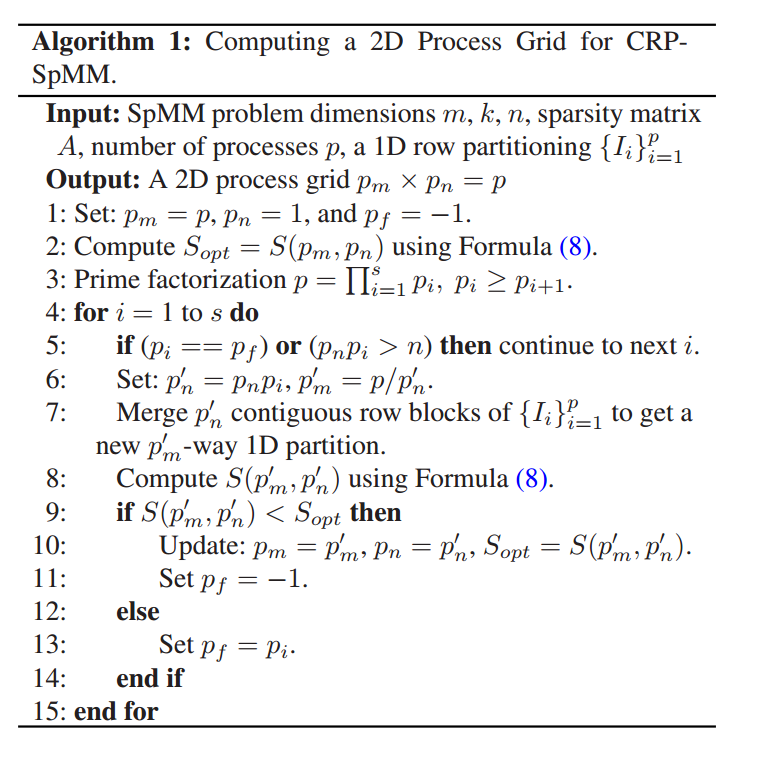 Algorithm 1: Computing a 2D Process Grid for CRP-
SpMM.
Input: SpMM problem dimensions m, k, n, sparsity matrix
A, number of processes p, a 1D row partitioning {I_i}_{i=1}^p
Output: A 2D process grid p_m × p_n = p
1: Set: p_m = p, p_n = 1, and p_f = −1.
2: Compute S_{opt} = S(p_m, p_n) using Formula (8).
3: Prime factorization p = ∏_{i=1}^s p_i, p_i ≥ p_{i+1}.
4: for i = 1 to s do
5: if (p_i == p_f) or (p_n p_i > n) then continue to next i.
6: Set: p'_n = p_n p_i, p'_m = p/p'_n.
7: Merge p'_n contiguous row blocks of {I_i}_{i=1}^p to get a
new p'_m-way 1D partition.
8: Compute S(p'_m, p'_n) using Formula (8).
9: if S(p'_m, p'_n) < S_{opt} then
10: Update: p_m = p'_m, p_n = p'_n, S_{opt} = S(p'_m, p'_n).
11: Set p_f = −1.
12: else
13: Set p_f = p_i.
14: end if
15: end for